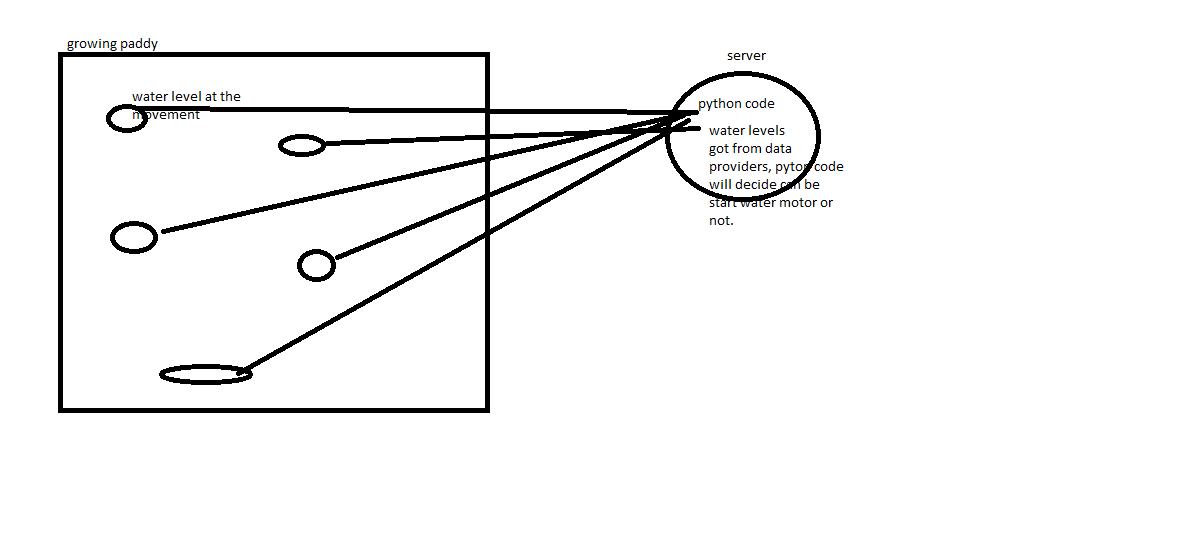 growing paddy
water level at the
movement
server
python code
water levels
got from data
providers, pyton code
will decide can be
start water motor or
not.